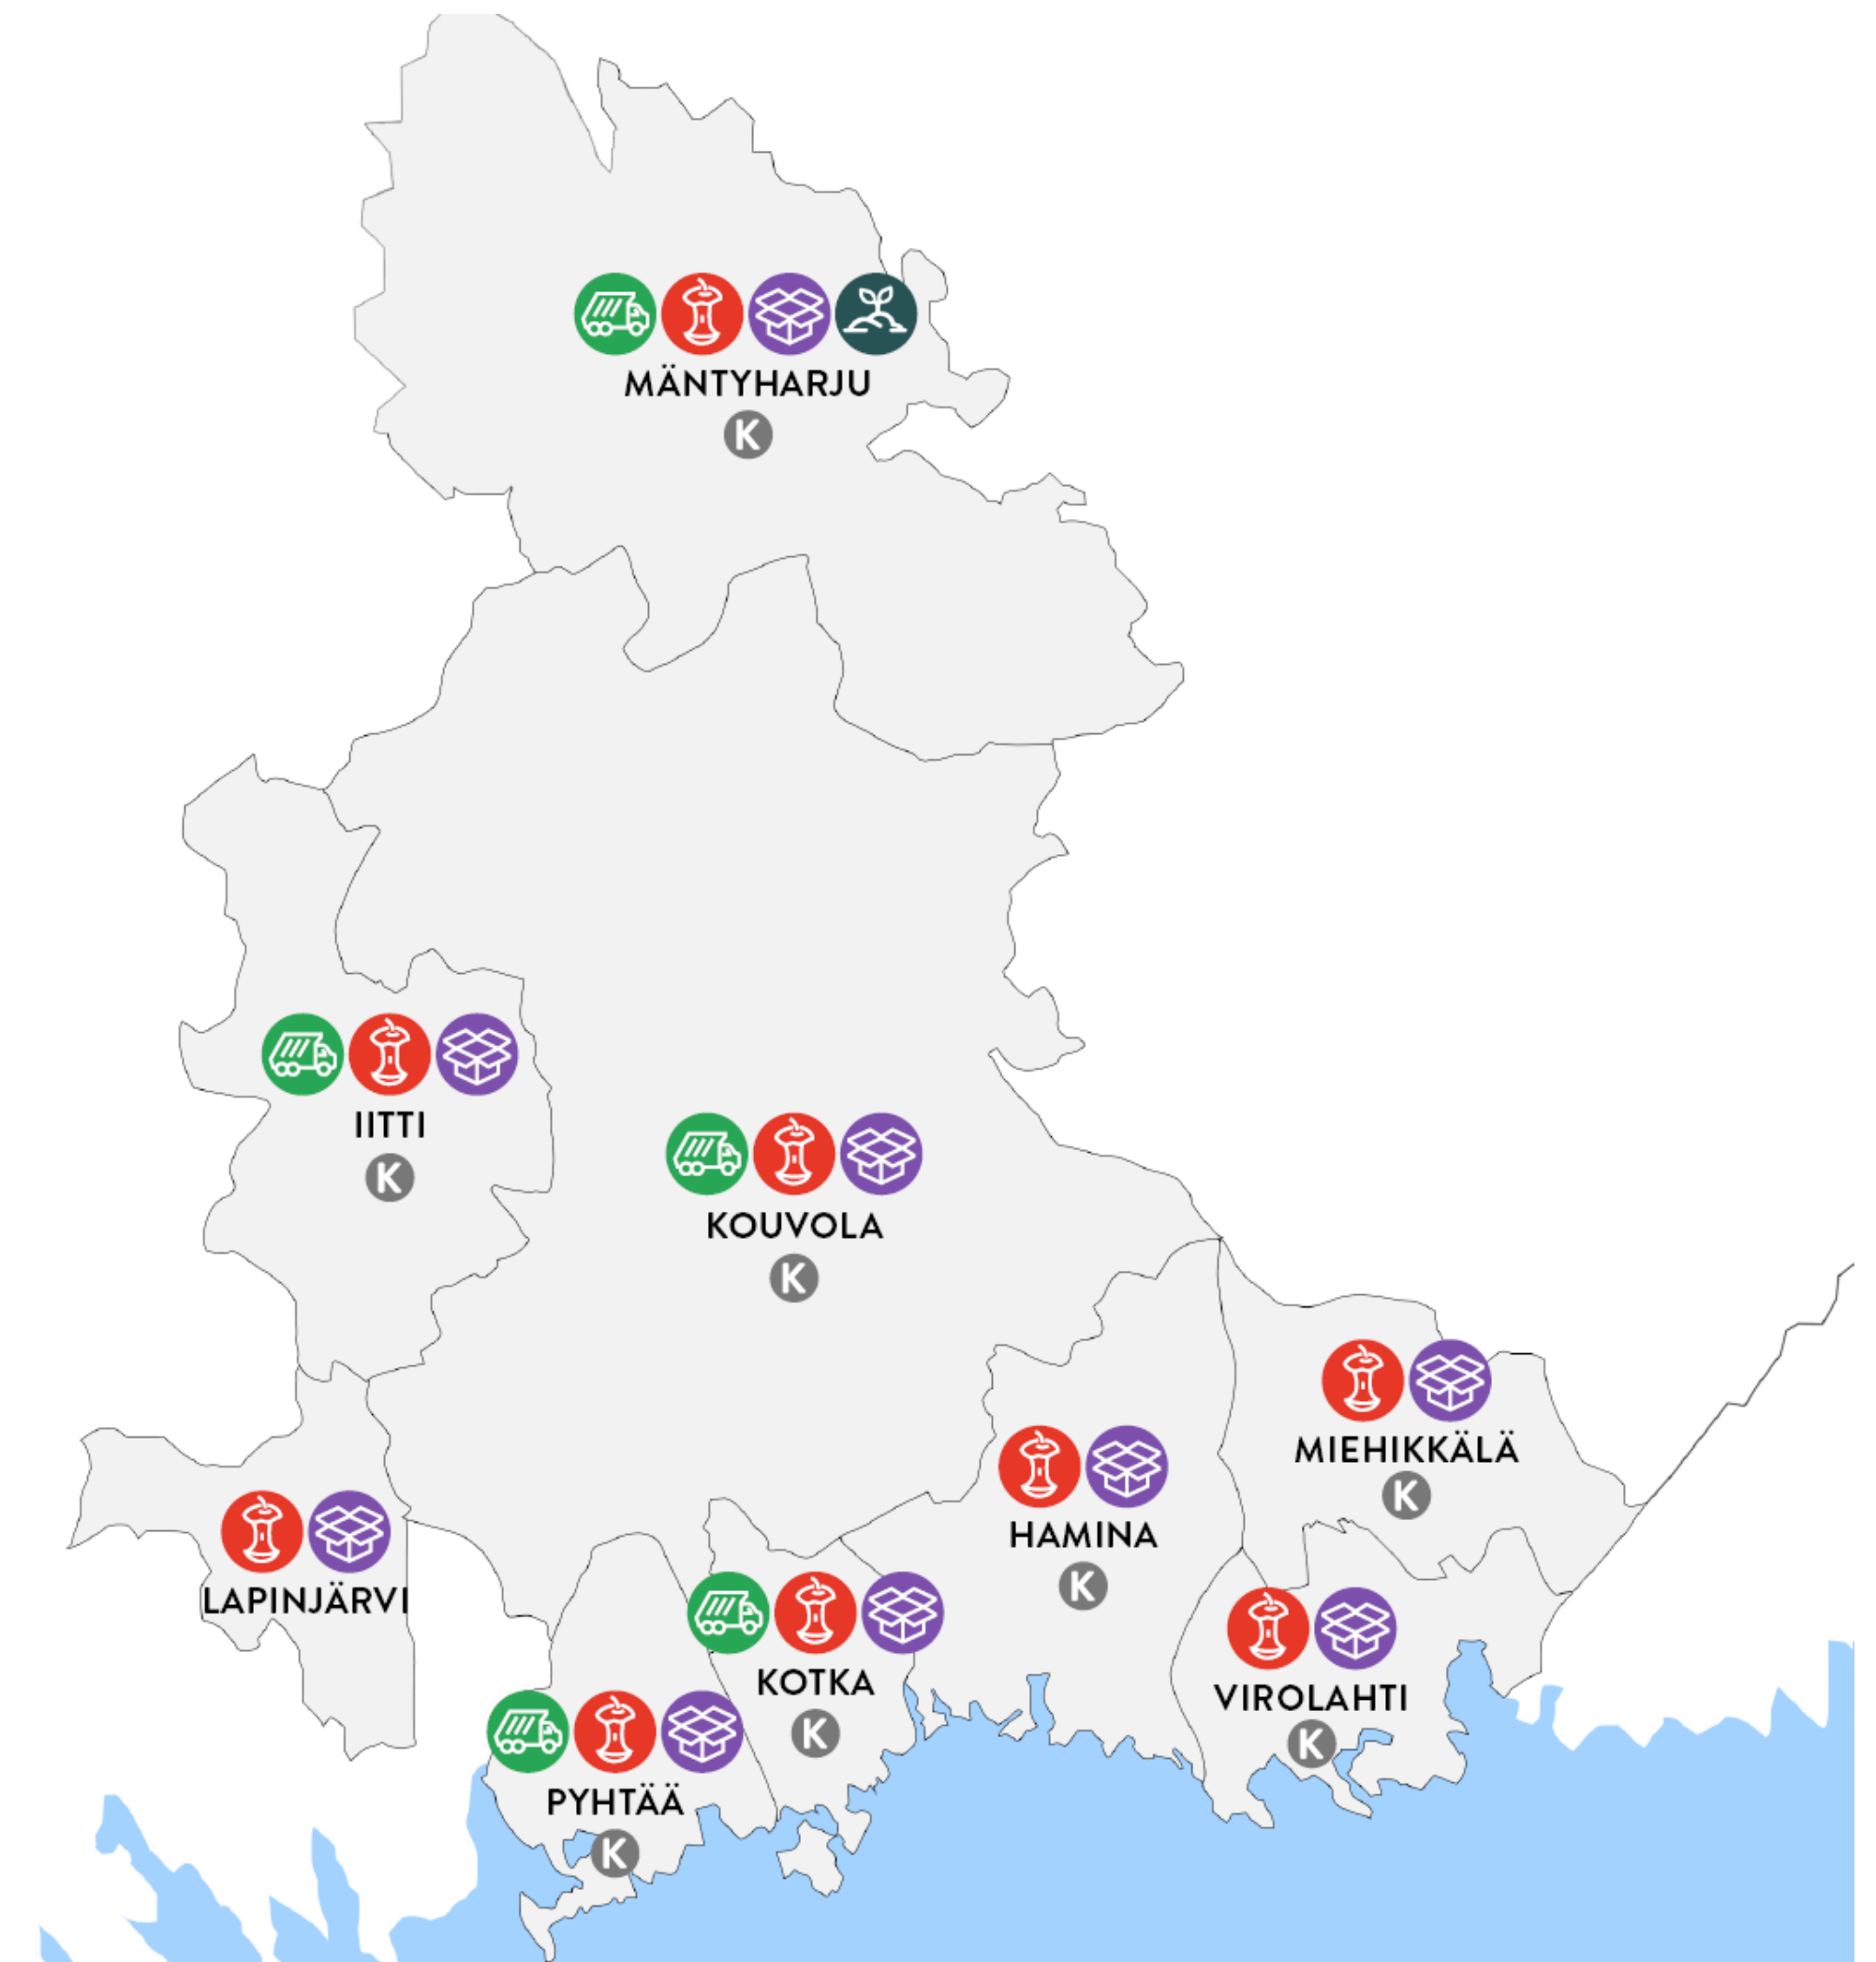 MÄNTYHARJU
K
IITTI
K
KOUVOLA
K
MIEHIKKÄLÄ
K
HAMINA
K
LAPINJÄRVI
KOTKA
K
VIROLAHTI
K
PYHTÄÄ
K